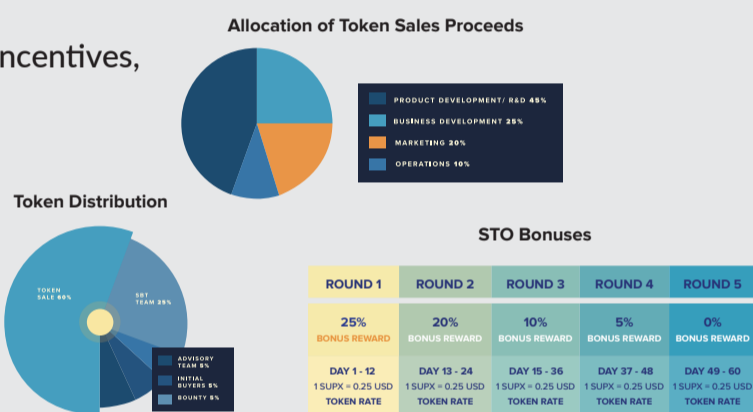 Allocation of Token Sales Proceeds
ncentives,
PRODUCT DEVELOPMENT/ R&D 45%
BUSINESS DEVELOPMENT 25%
MARKETING 20%
OPERATIONS 10%
Token Distribution
TOKEN
SALE 60%
SBT
TEAM 25%
ADVISORY
TEAM 5%
INITIAL
BUYERS 5%
BOUNTY 5%
STO Bonuses
ROUND 1 ROUND 2 ROUND 3 ROUND 4 ROUND 5
25% 20% 10% 5% 0%
BONUS REWARD BONUS REWARD BONUS REWARD BONUS REWARD BONUS REWARD
DAY 1 - 12 DAY 13 - 24 DAY 15 - 36 DAY 37 - 48 DAY 49 - 60
1 SUPX = 0.25 USD 1 SUPX = 0.25 USD 1 SUPX = 0.25 USD 1 SUPX = 0.25 USD 1 SUPX = 0.25 USD
TOKEN RATE TOKEN RATE TOKEN RATE TOKEN RATE TOKEN RATE